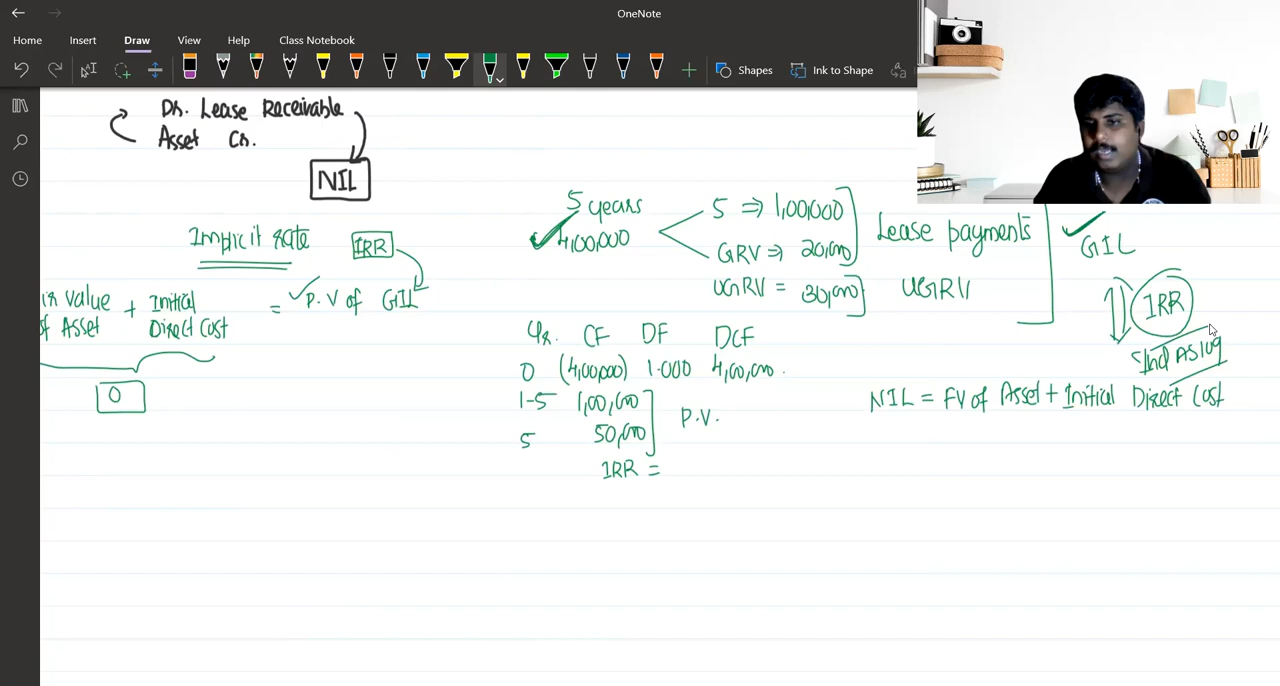 OneNote
Home Insert Draw View Help Class Notebook
Shapes Ink to Shape
Dr. Lease Receivable
Asset Cr.
NIL
Implicit rate IRR
Value + Initial = P.V of GIL
of Asset Direct Cost
0
5 years
4,00,000
5 ⇒ 1,00,000
GRV ⇒ 20,000
UGRV = 30,000
Lease payments
UGRV
GIL
IRR
Ind AS 109
NIL = FV of Asset + Initial Direct Cost
Yr. CF DF DCF
0 (4,00,000) 1.000 4,00,000.
1-5 1,00,000
5 50,000
P.V.
IRR =